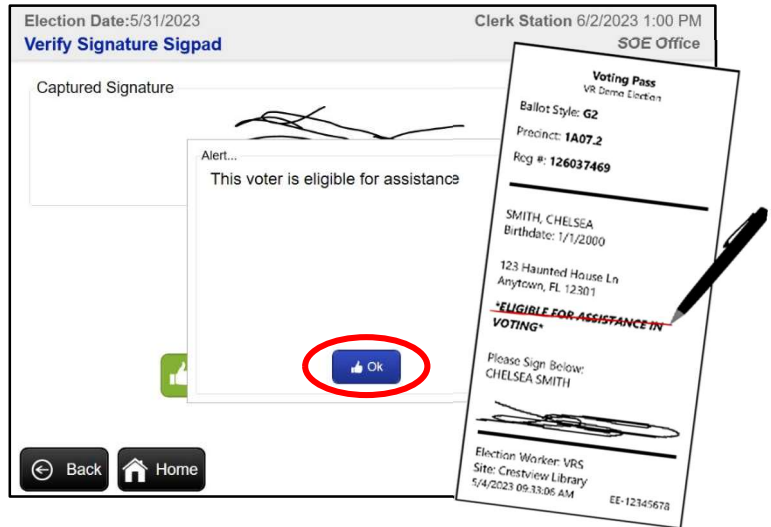 Election Date:5/31/2023
Clerk Station 6/2/2023 1:00 PM
Verify Signature Sigpad
SOE Office
Captured Signature
Alert...
This voter is eligible for assistance
Ok
Back
Home
Voting Pass
VR Demo Election
Ballot Style: G2
Precinct: 1A07.2
Reg #: 126037469
SMITH, CHELSEA
Birthdate: 1/1/2000
123 Haunted House Ln
Anytown, FL 12301
*ELIGIBLE FOR ASSISTANCE IN
VOTING*
Please Sign Below:
CHELSEA SMITH
Election Worker: VRS
Site: Crestview Library
5/4/2023 09:33:06 AM
EE-12345678